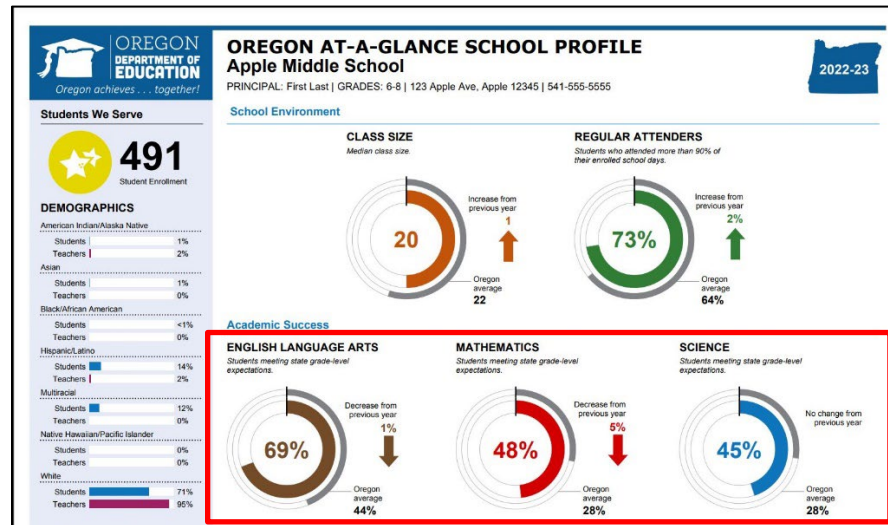 OREGON
DEPARTMENT OF
EDUCATION
Oregon achieves . . . together!
OREGON AT-A-GLANCE SCHOOL PROFILE
Apple Middle School
PRINCIPAL: First Last | GRADES: 6-8 | 123 Apple Ave, Apple 12345 | 541-555-5555
2022-23
Students We Serve
491
Student Enrollment
DEMOGRAPHICS
American Indian/Alaska Native
Students 1%
Teachers 2%
Asian
Students 1%
Teachers 0%
Black/African American
Students <1%
Teachers 0%
Hispanic/Latino
Students 14%
Teachers 2%
Multiracial
Students 12%
Teachers 0%
Native Hawaiian/Pacific Islander
Students 0%
Teachers 0%
White
Students 71%
Teachers 95%
School Environment
CLASS SIZE
Median class size.
20
Increase from
previous year
1
Oregon
average
22
REGULAR ATTENDERS
Students who attended more than 90% of
their enrolled school days.
73%
Increase from
previous year
2%
Oregon
average
64%
Academic Success
ENGLISH LANGUAGE ARTS
Students meeting state grade-level
expectations.
69%
Decrease from
previous year
1%
Oregon
average
44%
MATHEMATICS
Students meeting state grade-level
expectations.
48%
Decrease from
previous year
5%
Oregon
average
28%
SCIENCE
Students meeting state grade-level
expectations.
45%
No change from
previous year
Oregon
average
28%